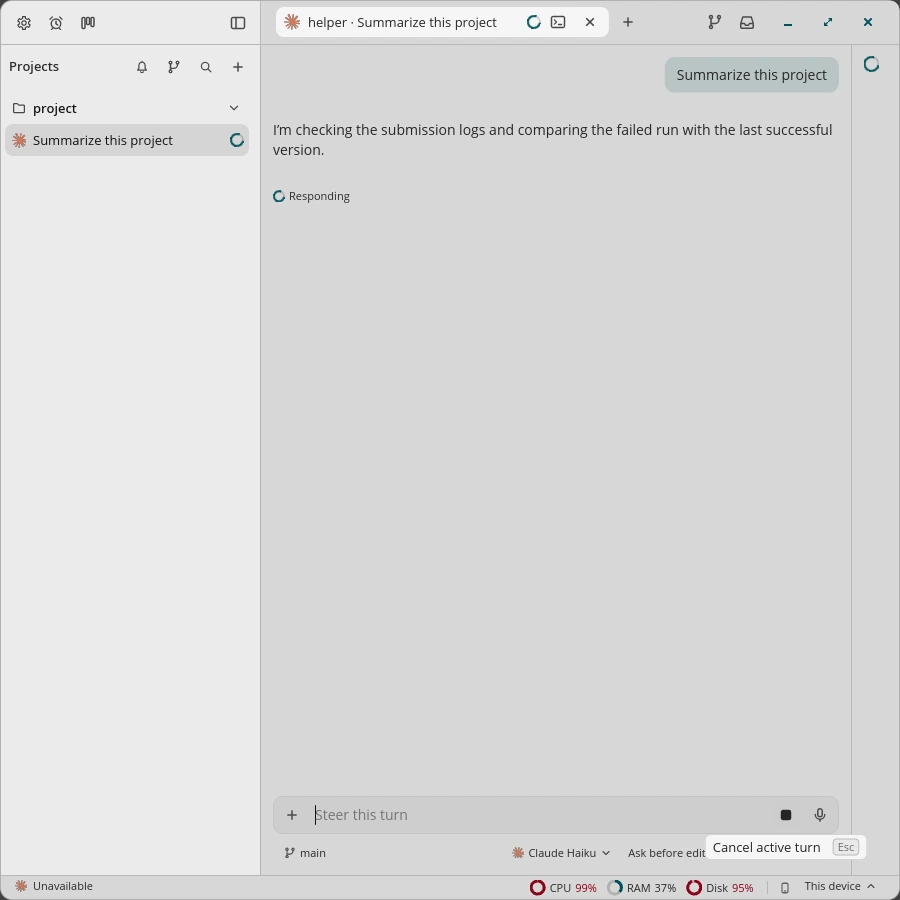 helper · Summarize this project
Projects
project
Summarize this project
Summarize this project
I'm checking the submission logs and comparing the failed run with the last successful
version.
Responding
Steer this turn
main
Claude Haiku
Ask before edit
Cancel active turn Esc
Unavailable
CPU 99%
RAM 37%
Disk 95%
This device